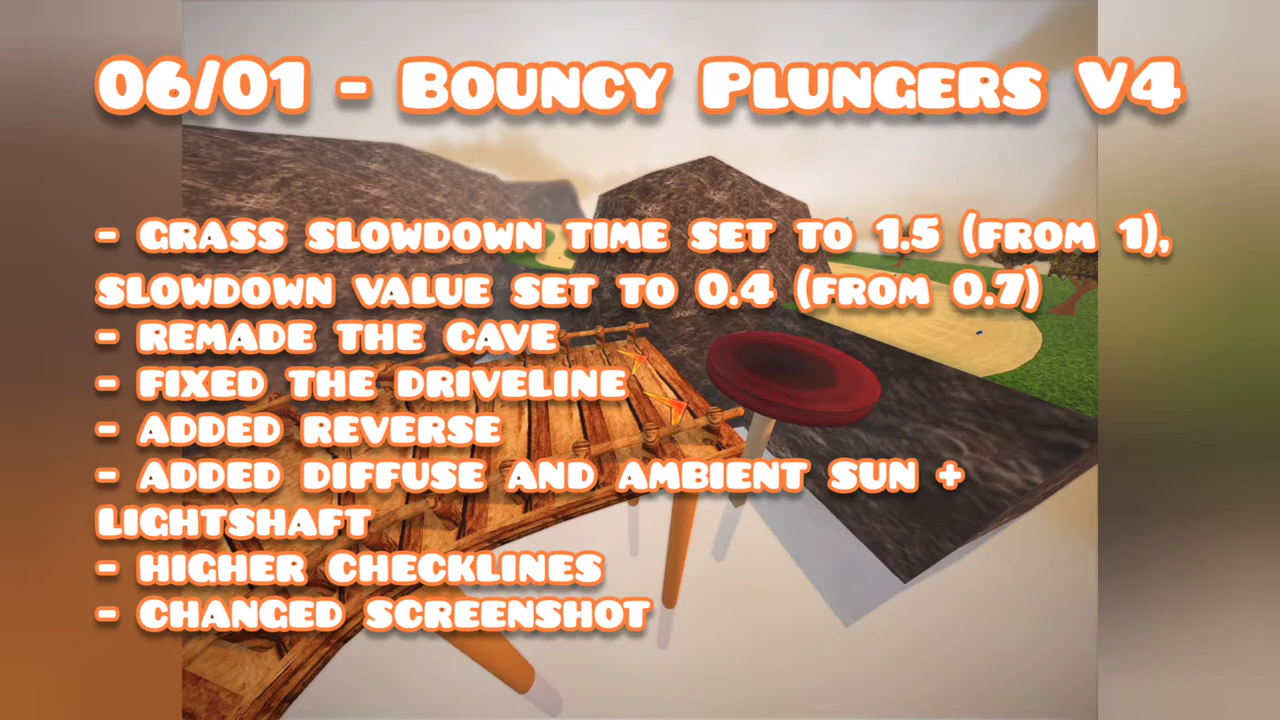 06/01 - Bouncy Plungers V4
- Grass slowdown time set to 1.5 (from 1),
slowdown value set to 0.4 (from 0.7)
- Remade the Cave
- Fixed the driveline
- Added reverse
- Added diffuse and ambient sun +
lightshaft
- Higher checklines
- Changed screenshot